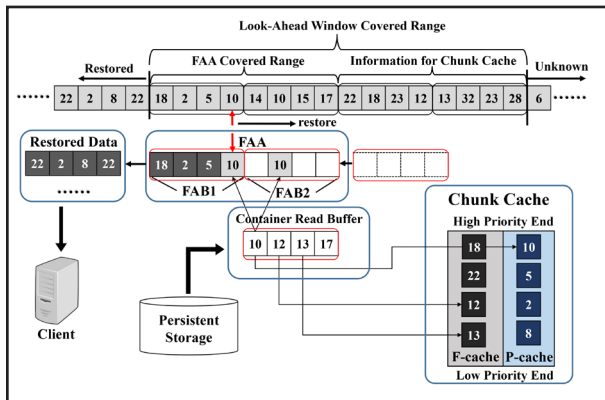 Look-Ahead Window Covered Range
Restored
FAA Covered Range
Information for Chunk Cache
Unknown
...... 22 2 8 22 18 2 5 10 14 10 15 17 22 18 23 12 13 32 23 28 6 ......
restore
Restored Data
FAA
22 2 8 22
18 2 5 10 10
......
FAB1 FAB2
Chunk Cache
Container Read Buffer
High Priority End
10 12 13 17
18 10
22 5
12 2
13 8
Client
Persistent
Storage
F-cache P-cache
Low Priority End